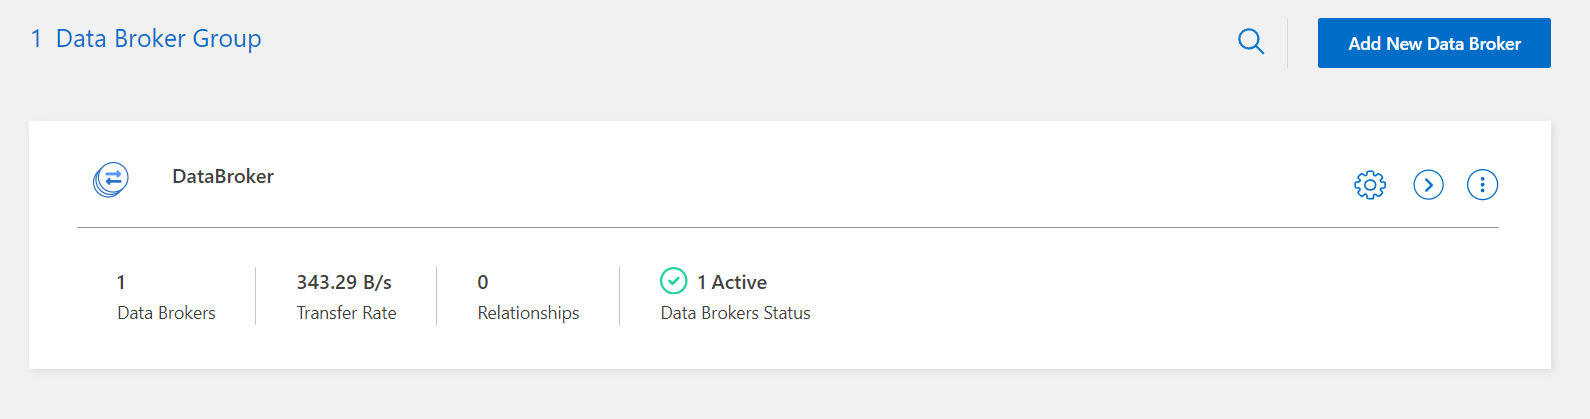 1 Data Broker Group
Add New Data Broker
DataBroker
1
Data Brokers
343.29 B/s
Transfer Rate
0
Relationships
1 Active
Data Brokers Status